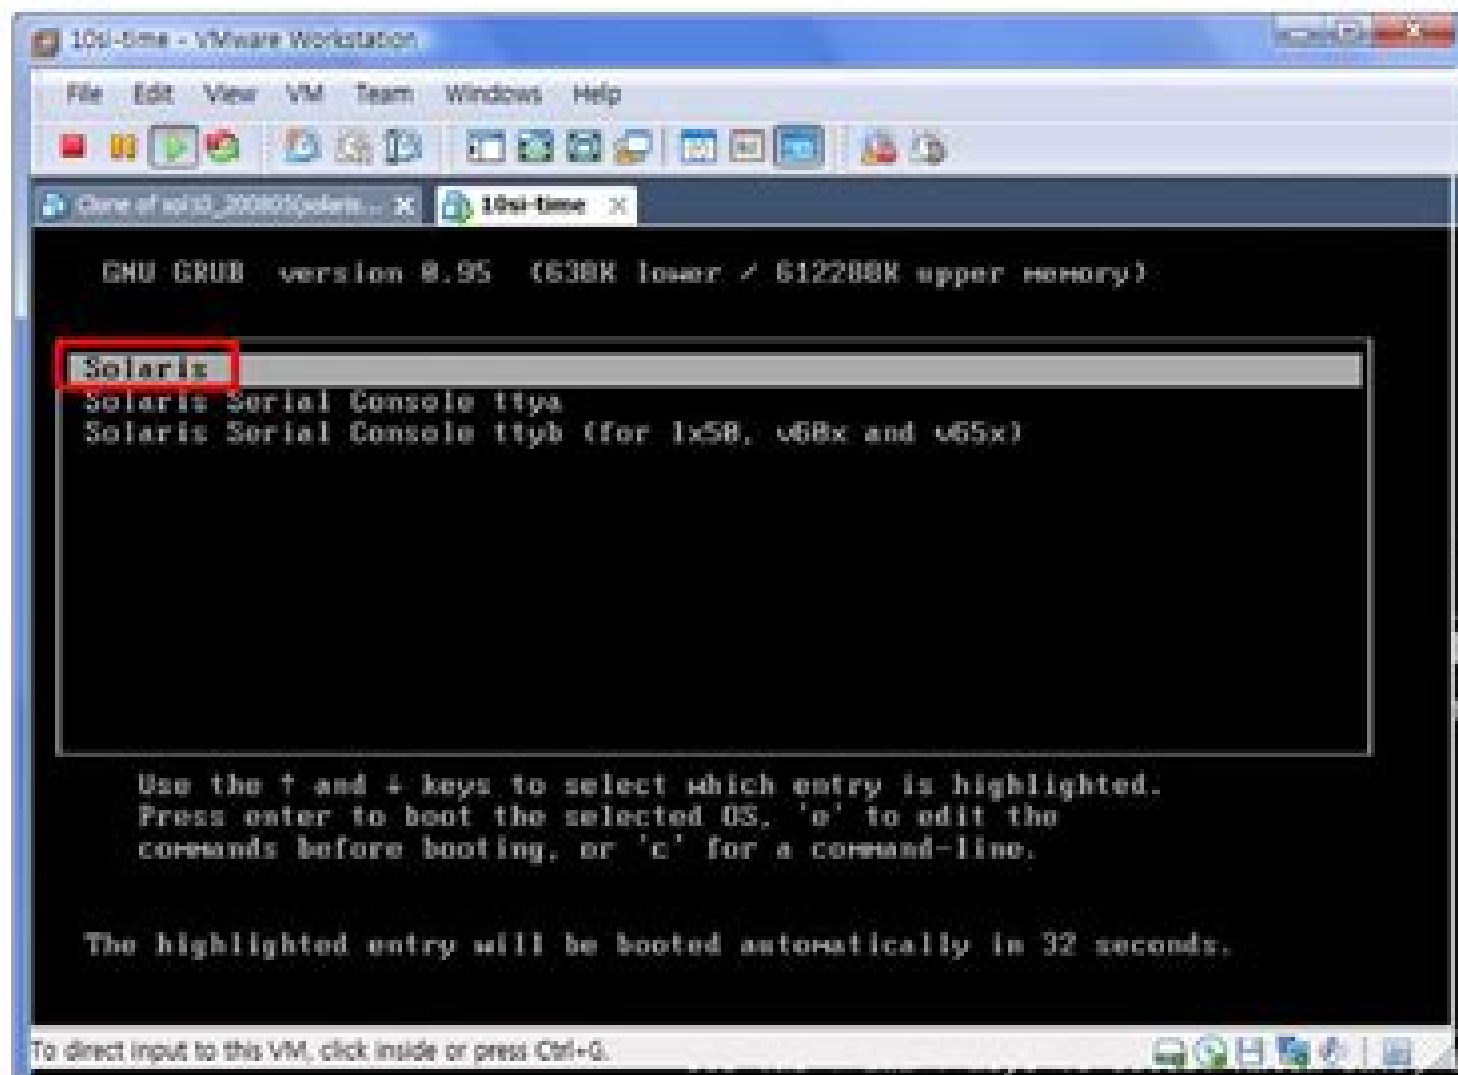 10si-time - VMware Workstation
File Edit View VM Team Windows Help
Clone of sol10_200805(solaris...
10si-time
GNU GRUB version 0.95 (638K lower / 612288K upper memory)
Solaris
Solaris Serial Console ttya
Solaris Serial Console ttyb (for lx50, v60x and v65x)
Use the ↑ and ↓ keys to select which entry is highlighted.
Press enter to boot the selected OS, 'e' to edit the
commands before booting, or 'c' for a command-line.
The highlighted entry will be booted automatically in 32 seconds.
To direct input to this VM, click inside or press Ctrl+G.